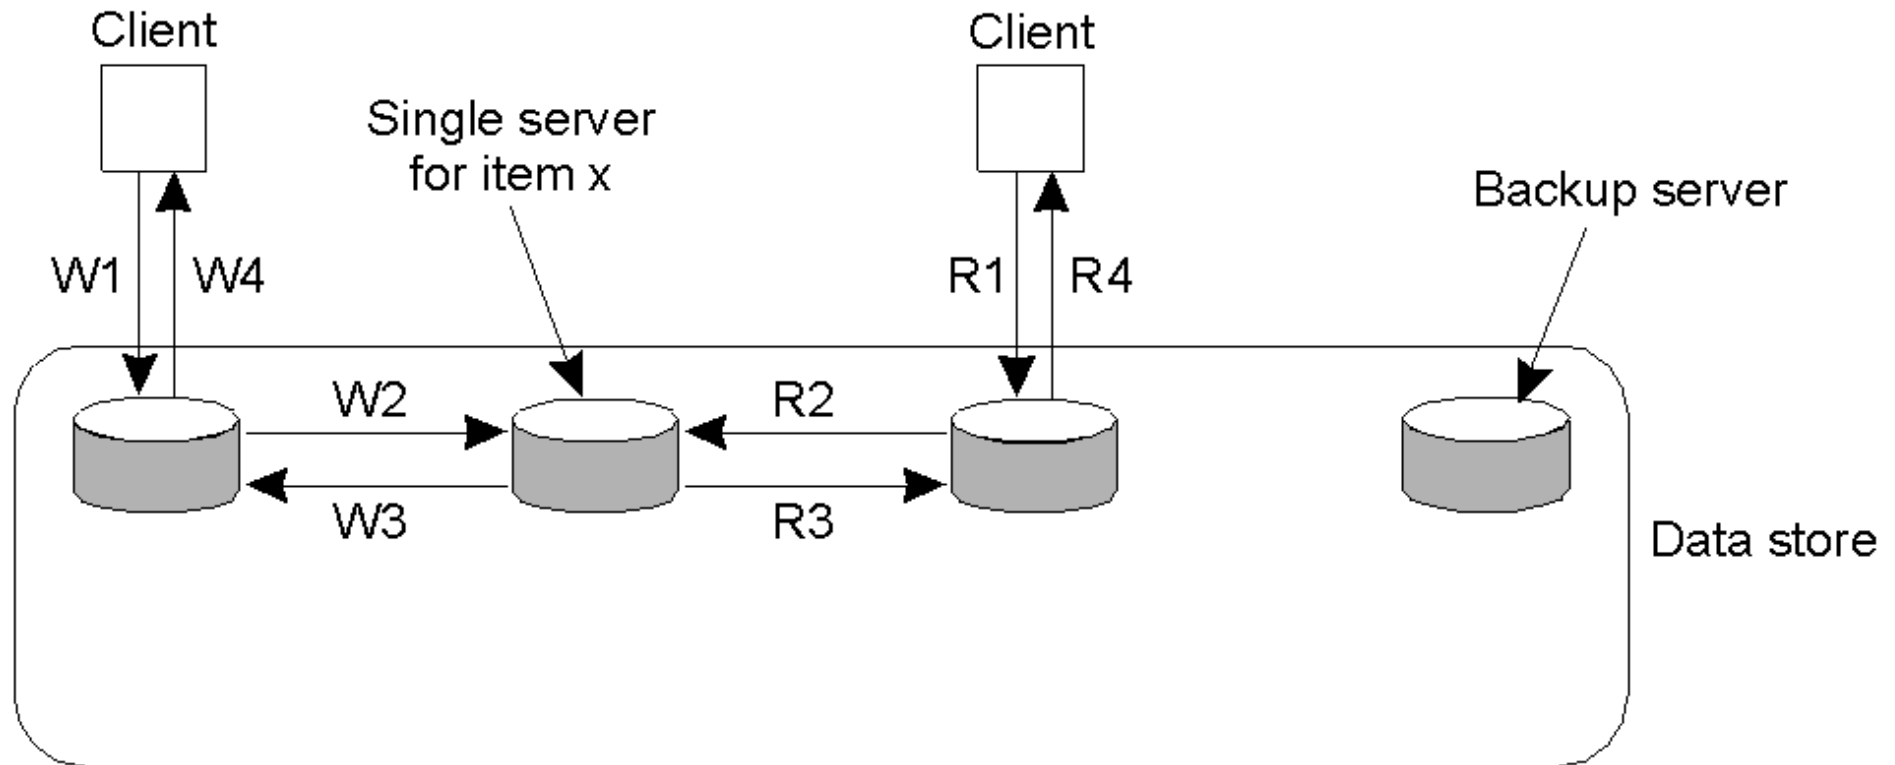 Client
Client
Single server
for item x
Backup server
W1
W4
R1
R4
W2
R2
W3
R3
Data store